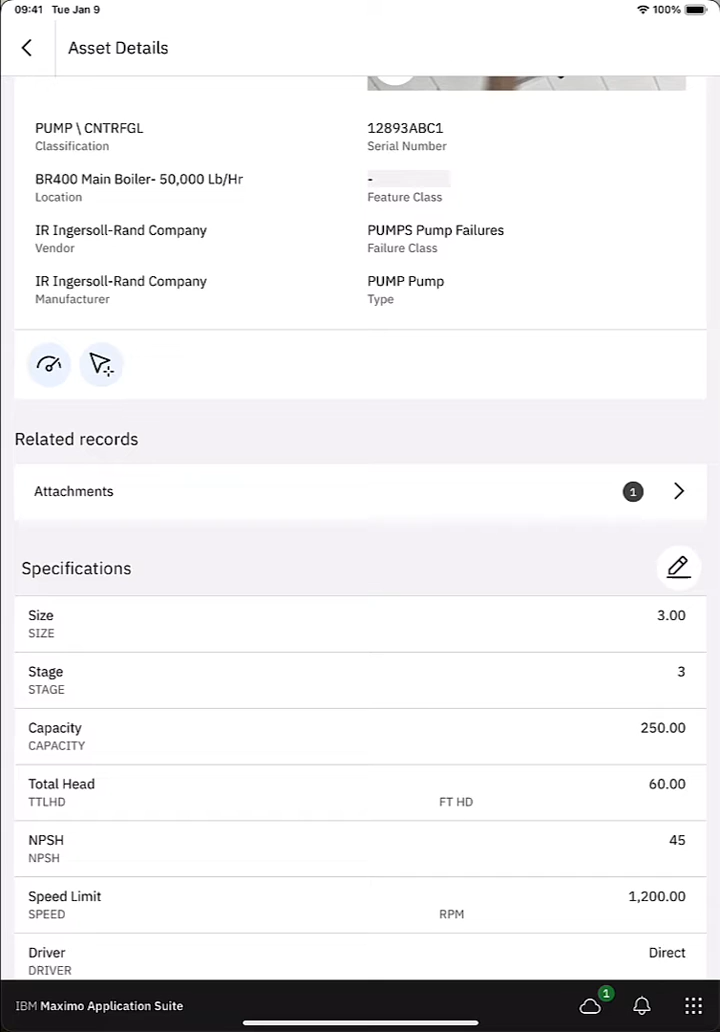 09:41 Tue Jan 9
100%
Asset Details
PUMP \ CNTRFGL
Classification
12893ABC1
Serial Number
BR400 Main Boiler- 50,000 Lb/Hr
Location
-
Feature Class
IR Ingersoll-Rand Company
Vendor
PUMPS Pump Failures
Failure Class
IR Ingersoll-Rand Company
Manufacturer
PUMP Pump
Type
Related records
Attachments
1
Specifications
Size
3.00
SIZE
Stage
3
STAGE
Capacity
250.00
CAPACITY
Total Head
60.00
TTLHD
FT HD
NPSH
45
NPSH
Speed Limit
1,200.00
SPEED
RPM
Driver
Direct
DRIVER
IBM Maximo Application Suite
1